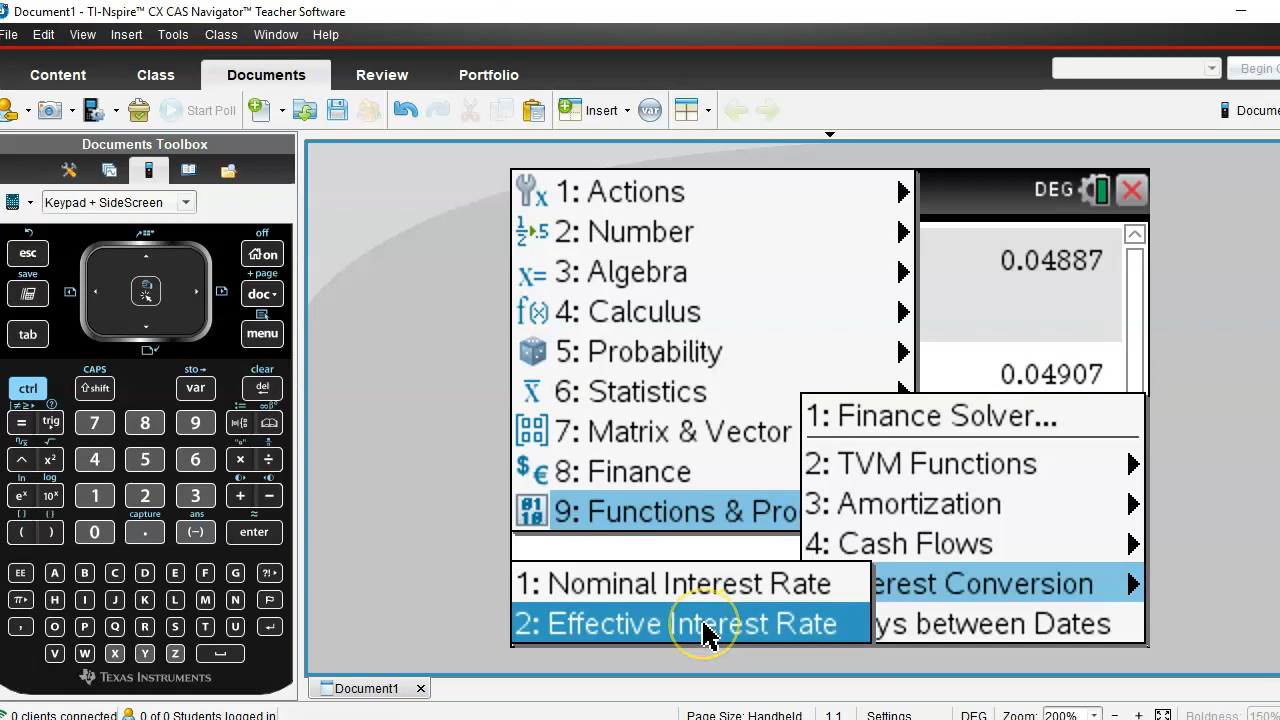 Document1 - TI-Nspire™ CX CAS Navigator™ Teacher Software
File Edit View Insert Tools Class Window Help
Content Class Documents Review Portfolio
Begin C
Start Poll Insert var Docume
Documents Toolbox
Keypad + SideScreen
off
esc on
save + page
doc
tab menu
CAPS sto→ clear
ctrl shift var del
= trig 7 8 9
^ x² 4 5 6 × ÷
ln log
eˣ 10ˣ 1 2 3 + −
capture ans ≈
( ) 0 . (−) enter
EE A B C D E F G ?!
π H I J K L M N
, O P Q R S T U
V W X Y Z
TEXAS INSTRUMENTS
DEG
0.04887
0.04907
1: Actions
2: Number
3: Algebra
4: Calculus
5: Probability
6: Statistics
7: Matrix & Vector
8: Finance
9: Functions & Pro
1: Finance Solver...
2: TVM Functions
3: Amortization
4: Cash Flows
erest Conversion
ys between Dates
1: Nominal Interest Rate
2: Effective Interest Rate
Document1
0 clients connected 0 of 0 Students logged in Page Size: Handheld 1.1 Settings DEG Zoom: 200% − + Boldness: 150%